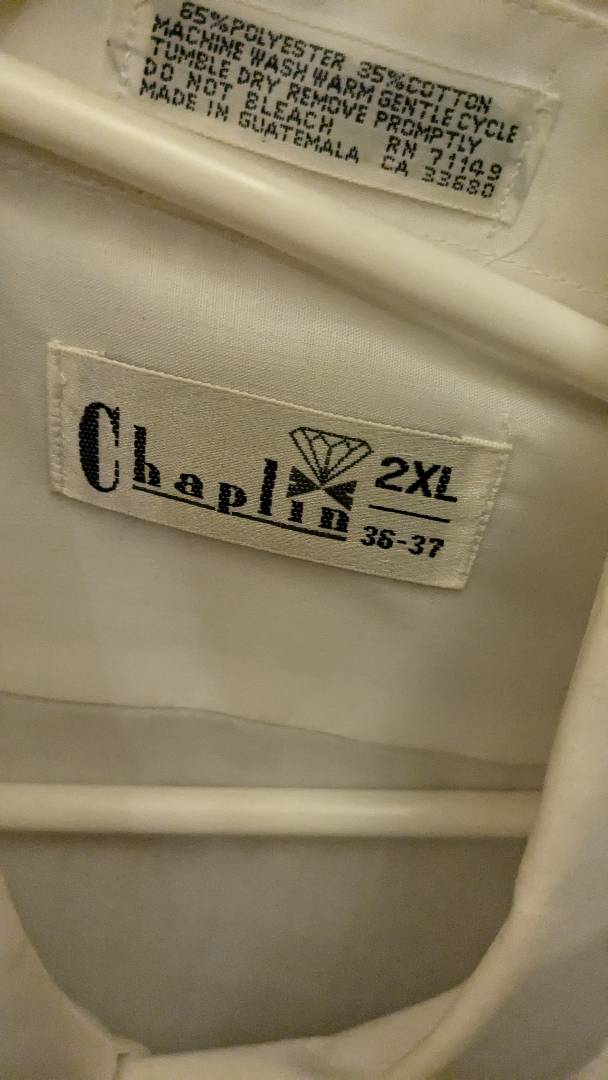 65%POLYESTER 35%COTTON
MACHINE WASH WARM GENTLE CYCLE
TUMBLE DRY REMOVE PROMPTLY
DO NOT BLEACH RN 71149
MADE IN GUATEMALA CA 33680
Chaplin
2XL
36-37